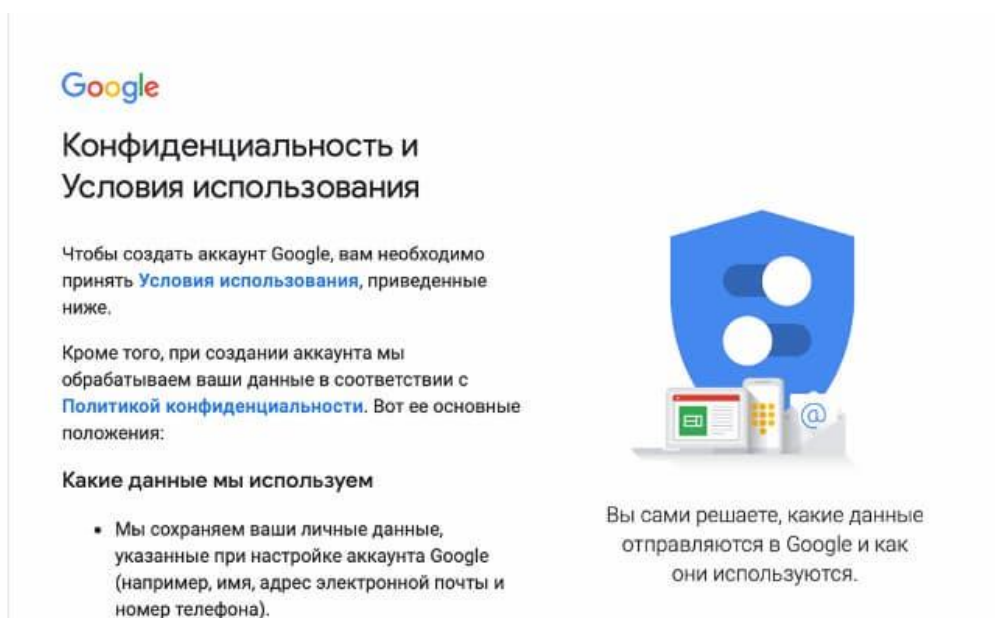 Google
Конфиденциальность и
Условия использования
Чтобы создать аккаунт Google, вам необходимо
принять Условия использования, приведенные
ниже.
Кроме того, при создании аккаунта мы
обрабатываем ваши данные в соответствии с
Политикой конфиденциальности. Вот ее основные
положения:
Какие данные мы используем
• Мы сохраняем ваши личные данные,
указанные при настройке аккаунта Google
(например, имя, адрес электронной почты и
номер телефона).
@
Вы сами решаете, какие данные
отправляются в Google и как
они используются.